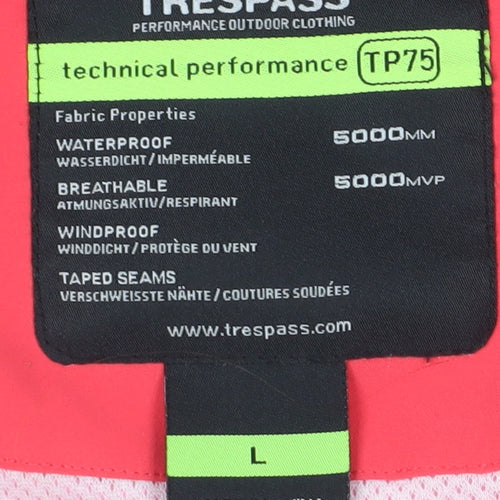 TRESPASS
PERFORMANCE OUTDOOR CLOTHING
technical performance TP75
Fabric Properties
WATERPROOF 5000MM
WASSERDICHT/IMPERMÉABLE
BREATHABLE 5000MVP
ATMUNGSAKTIV/RESPIRANT
WINDPROOF
WINDDICHT/PROTÈGE DU VENT
TAPED SEAMS
VERSCHWEISSTE NÄHTE/COUTURES SOUDÉES
www.trespass.com
L